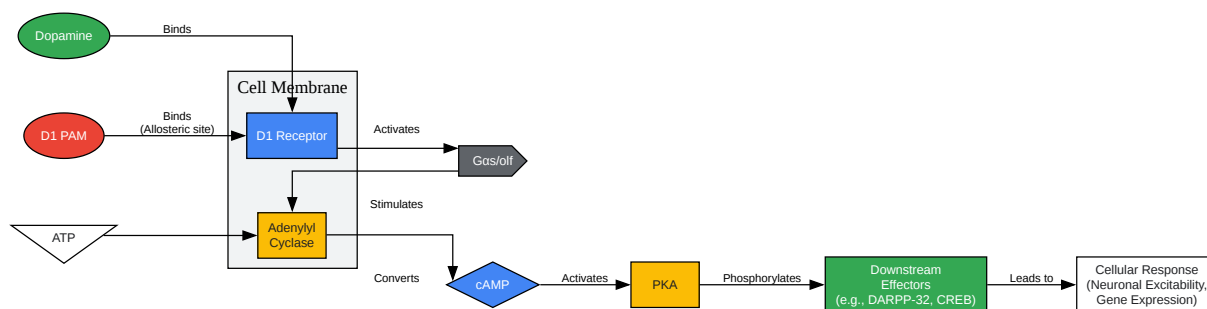 Dopamine
Binds
Cell Membrane
D1 PAM
Binds
(Allosteric site)
D1 Receptor
Activates
Gαs/olf
Stimulates
ATP
Adenylyl
Cyclase
Converts
cAMP
Activates
PKA
Phosphorylates
Downstream
Effectors
(e.g., DARPP-32, CREB)
Leads to
Cellular Response
(Neuronal Excitability,
Gene Expression)